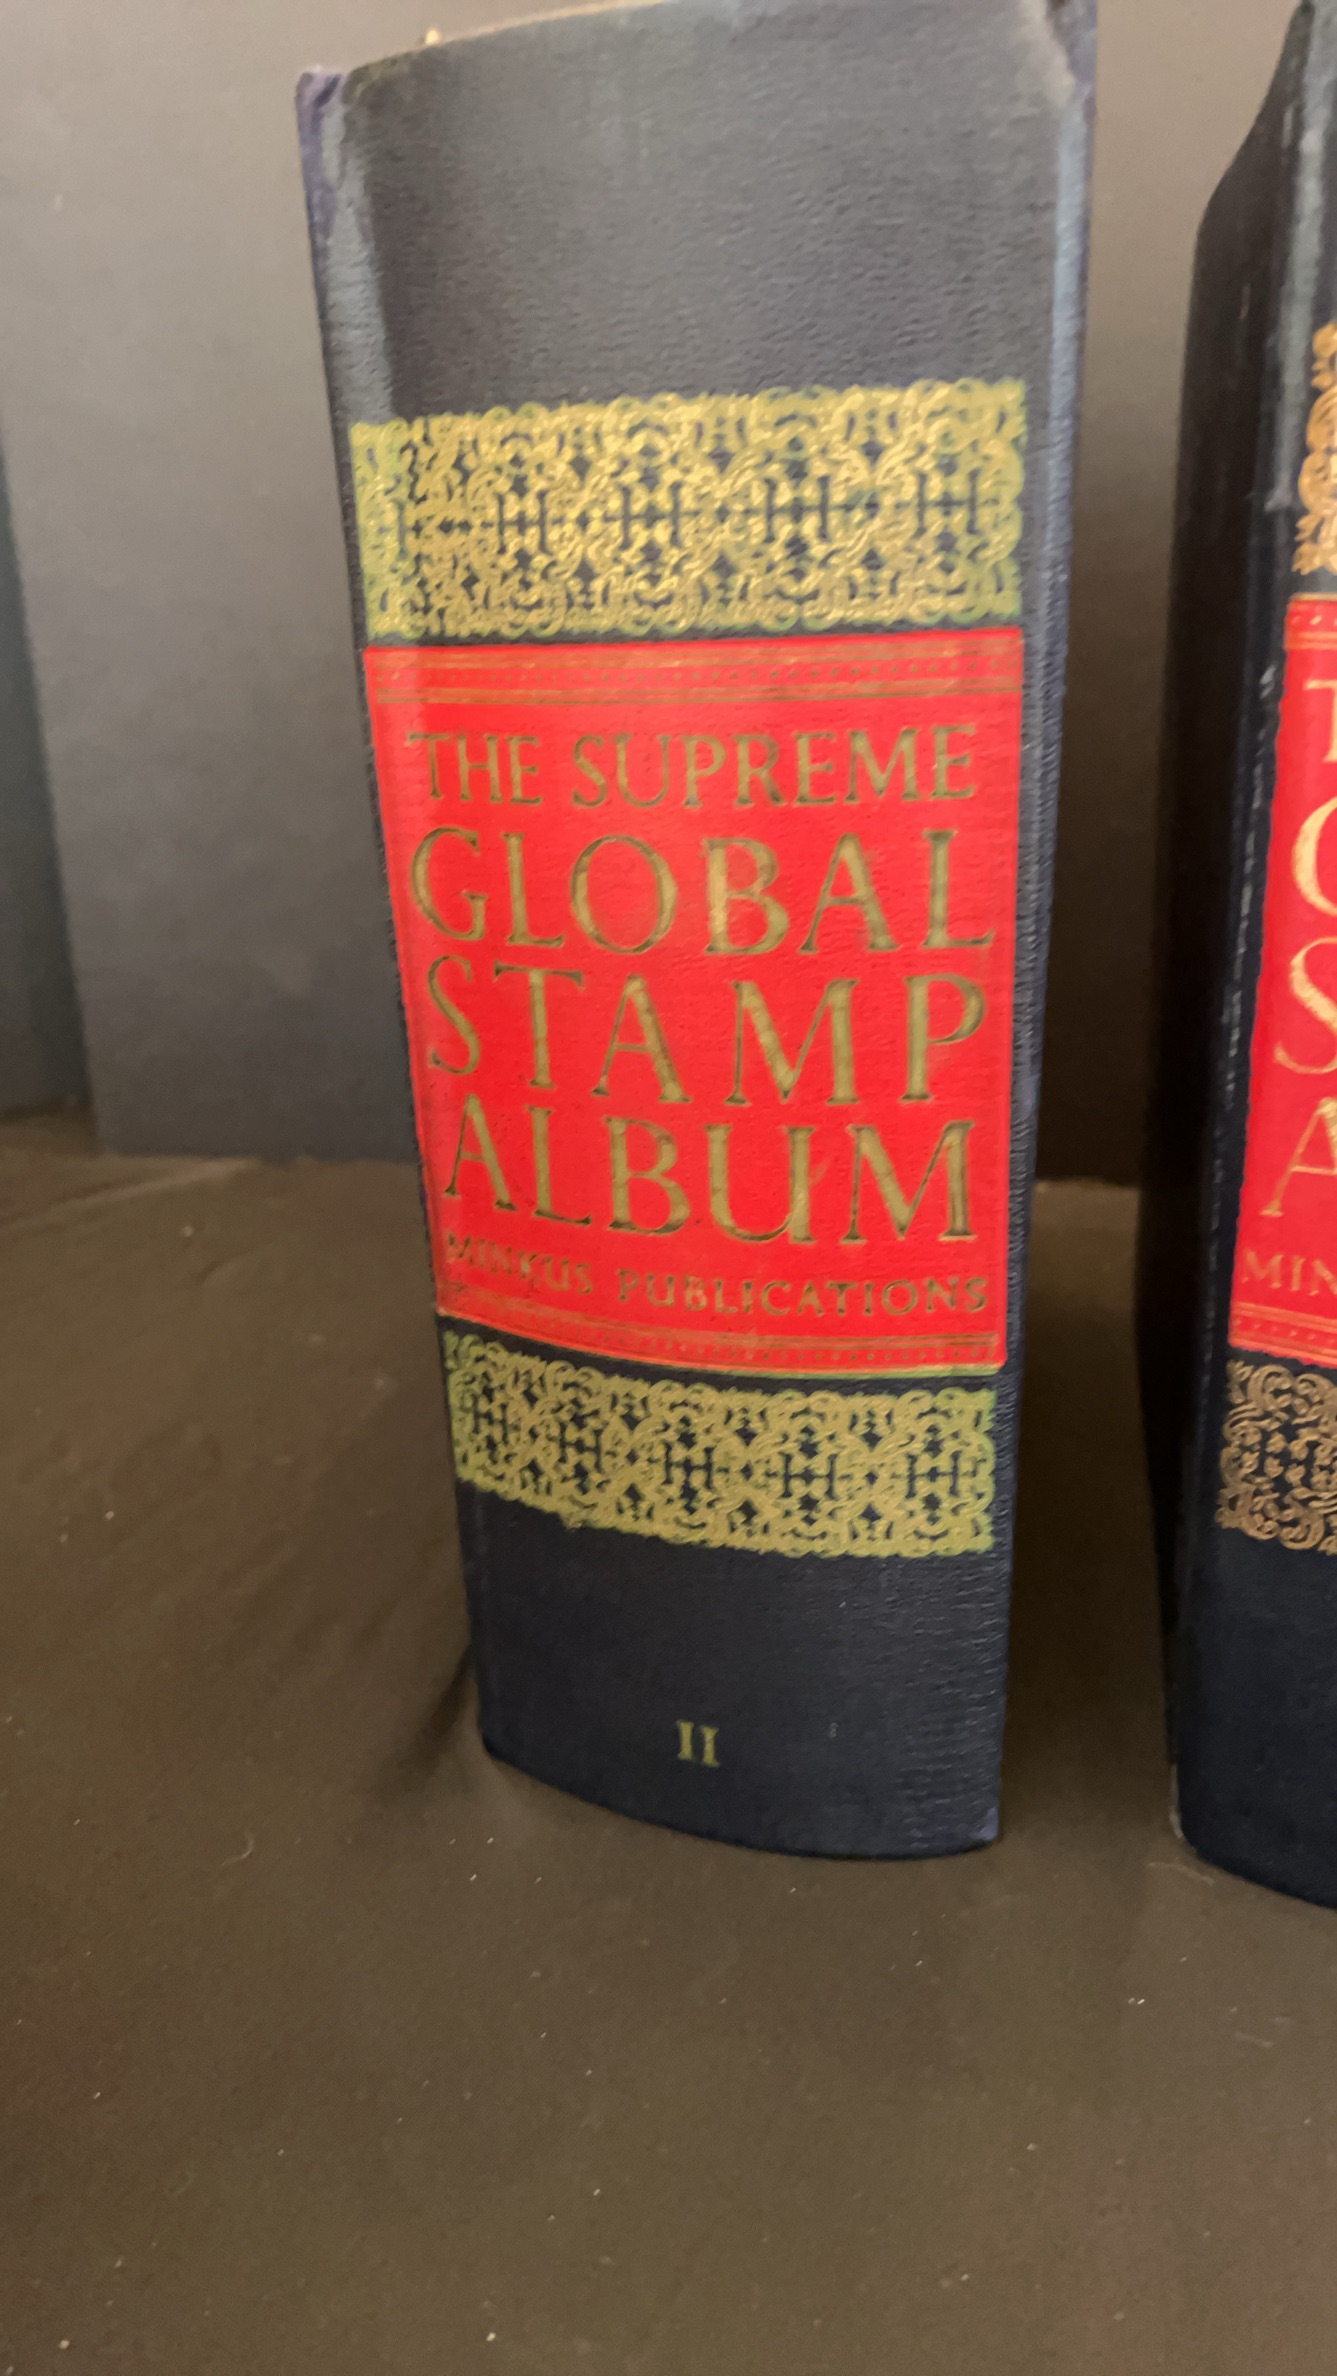 THE SUPREME
GLOBAL
STAMP
ALBUM
MINKUS PUBLICATIONS
II